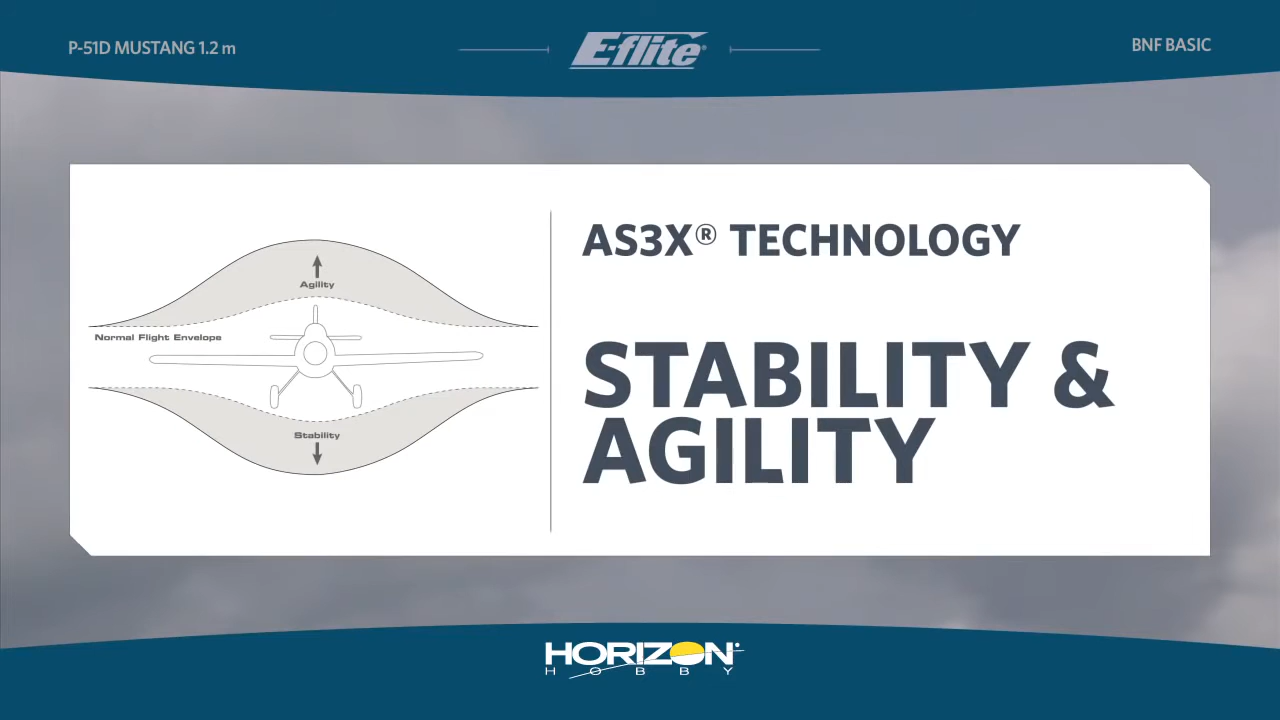 P-51D MUSTANG 1.2 m
E-flite®
BNF BASIC
AS3X® TECHNOLOGY
STABILITY &
AGILITY
Agility
Normal Flight Envelope
Stability
HORIZON
HOBBY